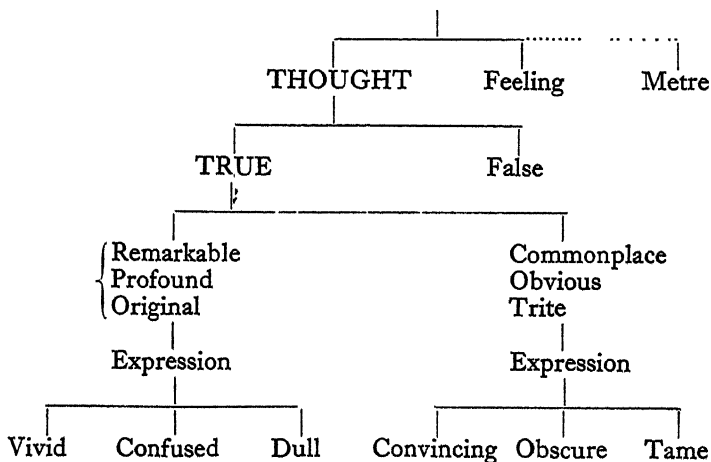 THOUGHT Feeling Metre
TRUE False
Remarkable Commonplace
Profound Obvious
Original Trite
Expression Expression
Vivid Confused Dull Convincing Obscure Tame